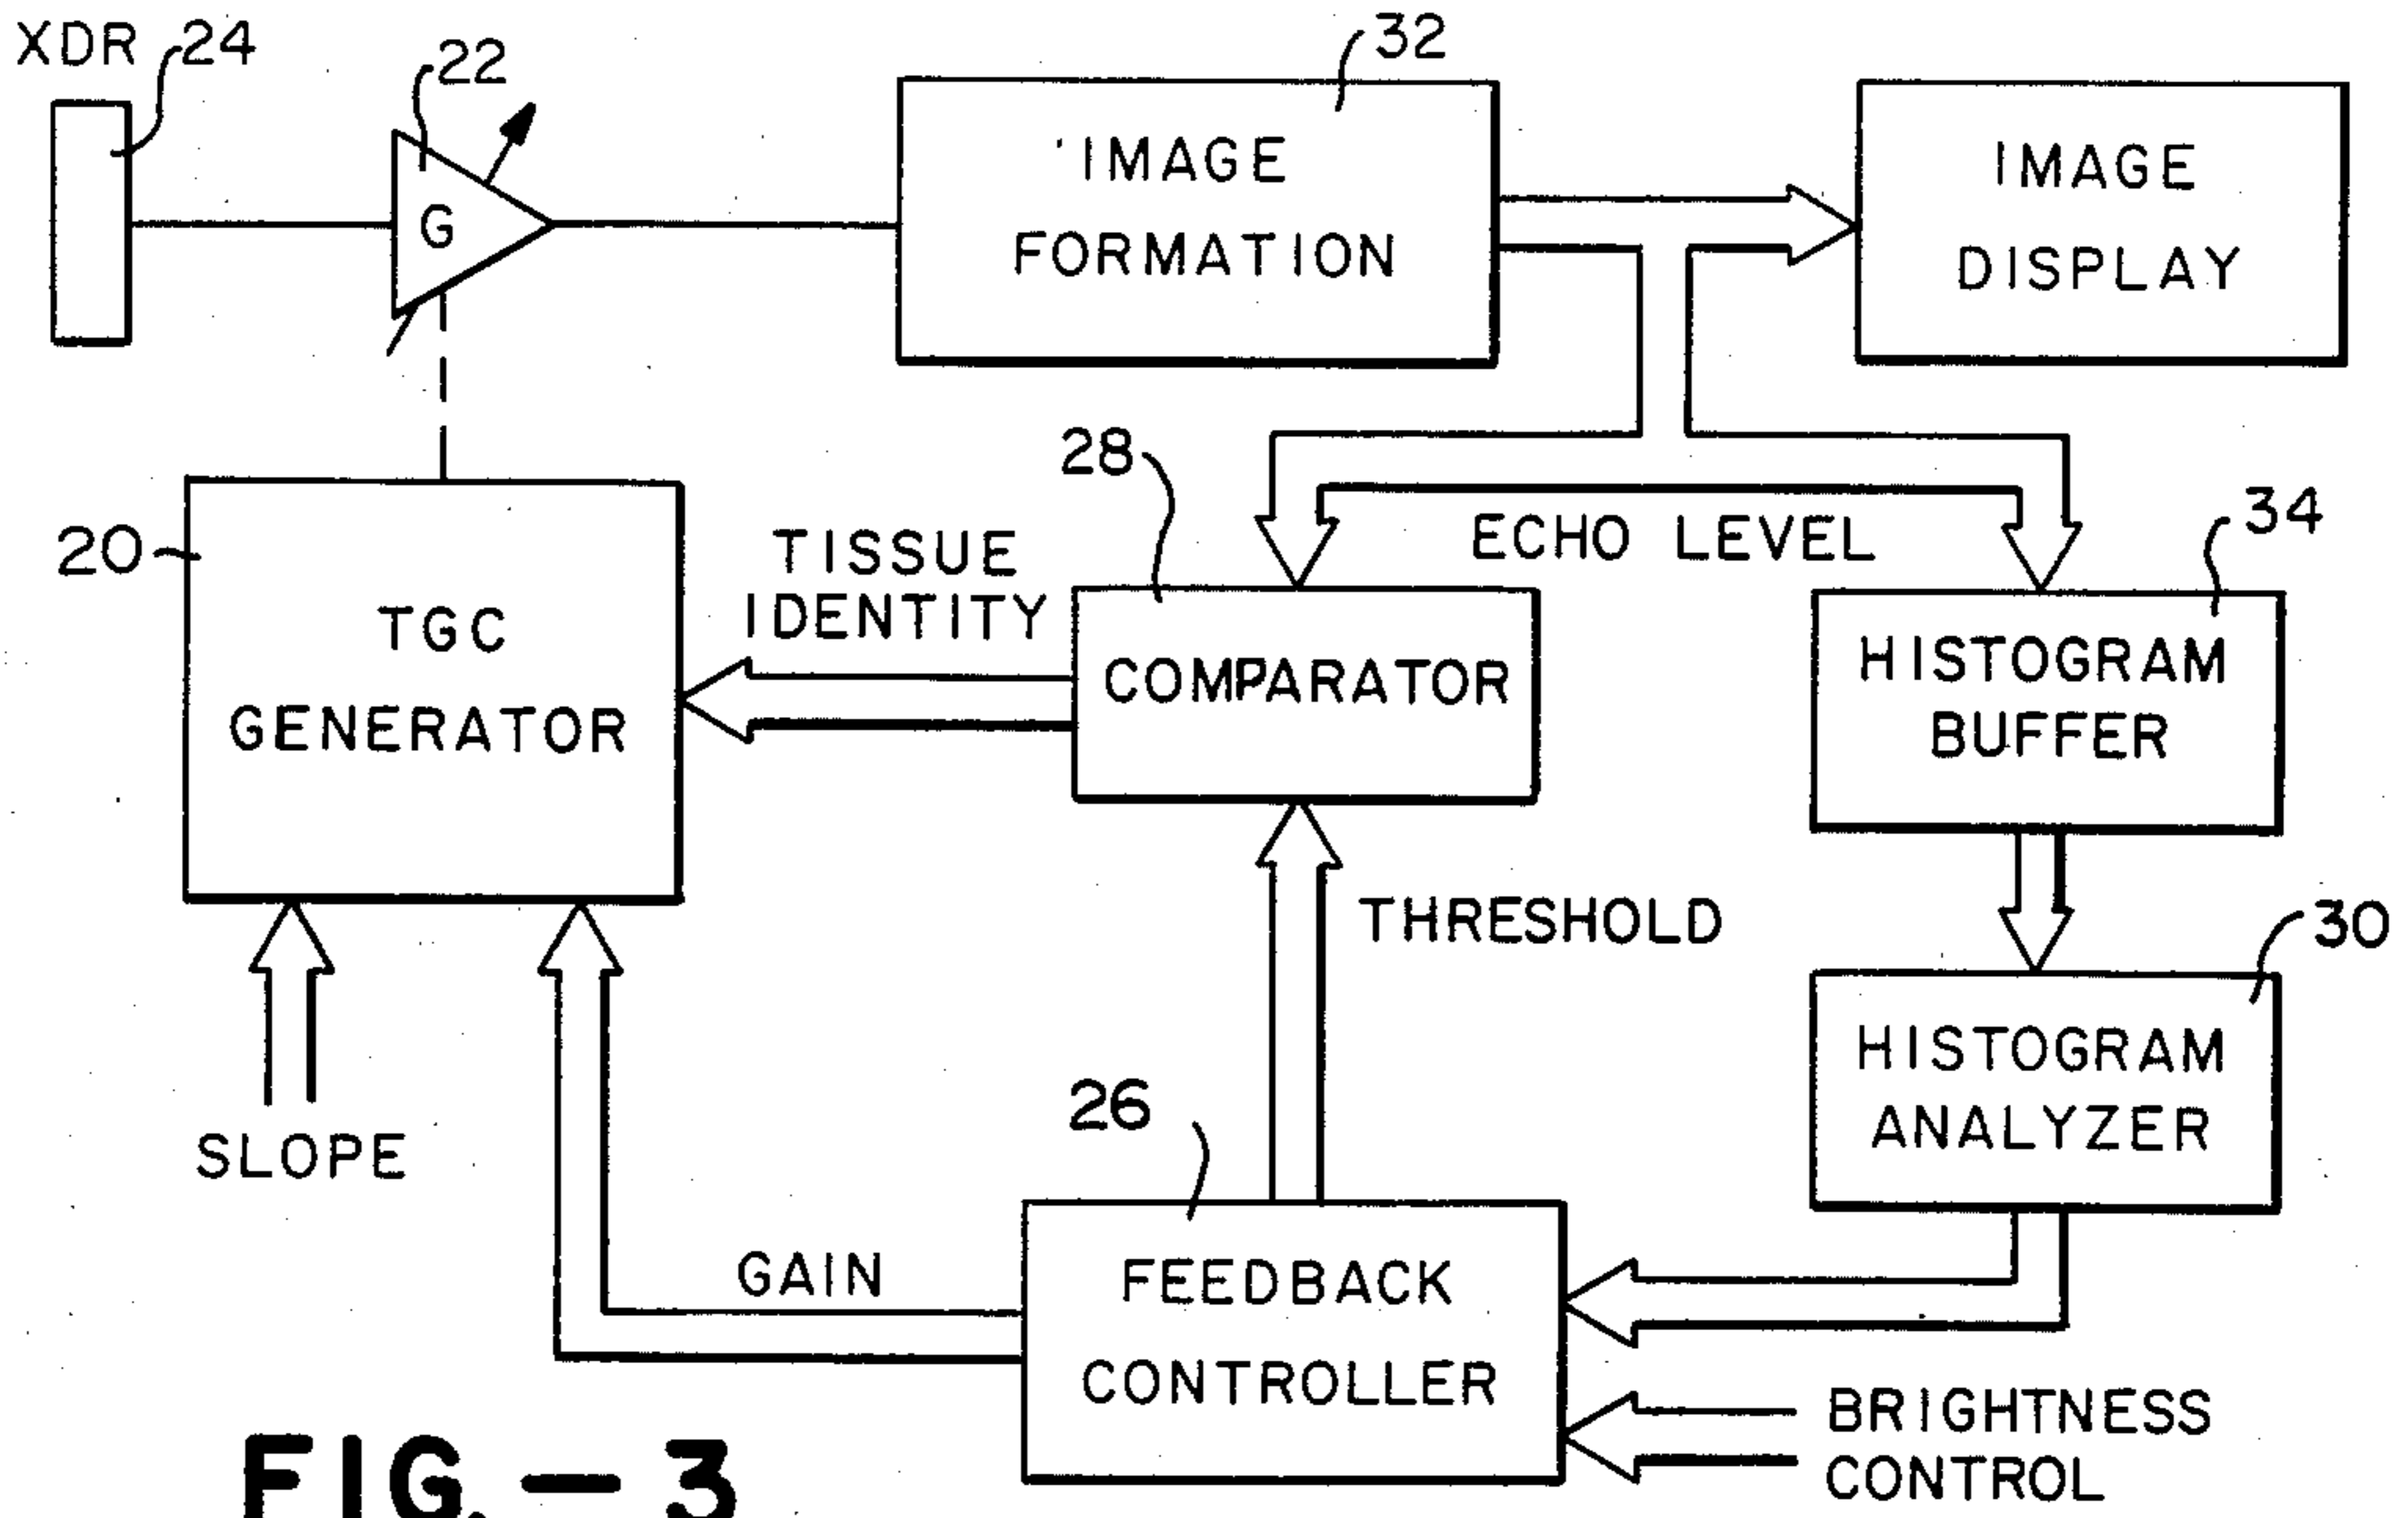 XDR 24
22
32
G
IMAGE
FORMATION
IMAGE
DISPLAY
28
ECHO LEVEL
34
20
TISSUE
IDENTITY
TGC
GENERATOR
COMPARATOR
HISTOGRAM
BUFFER
THRESHOLD
30
HISTOGRAM
ANALYZER
SLOPE
26
GAIN
FEEDBACK
CONTROLLER
BRIGHTNESS
CONTROL
FIG.-3